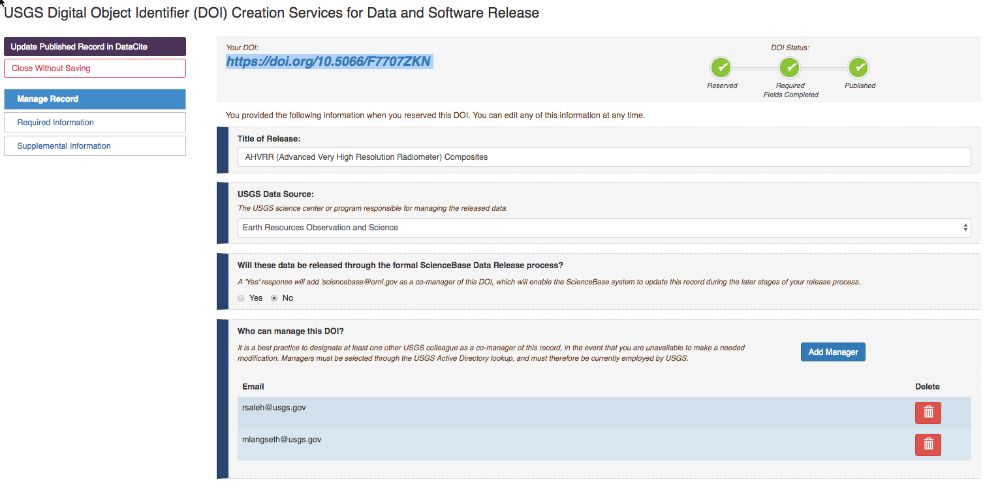 USGS Digital Object Identifier (DOI) Creation Services for Data and Software Release
Update Published Record in DataCite
Close Without Saving
Manage Record
Required Information
Supplemental Information
Your DOI:
https://doi.org/10.5066/F7707ZKN
DOI Status:
Reserved
Required
Fields Completed
Published
You provided the following information when you reserved this DOI. You can edit any of this information at any time.
Title of Release:
AHVRR (Advanced Very High Resolution Radiometer) Composites
USGS Data Source:
The USGS science center or program responsible for managing the released data.
Earth Resources Observation and Science
Will these data be released through the formal ScienceBase Data Release process?
A 'Yes' response will add 'sciencebase@ornl.gov as a co-manager of this DOI, which will enable the ScienceBase system to update this record during the later stages of your release process.
Yes No
Who can manage this DOI?
It is a best practice to designate at least one other USGS colleague as a co-manager of this record, in the event that you are unavailable to make a needed
modification. Managers must be selected through the USGS Active Directory lookup, and must therefore be currently employed by USGS.
Add Manager
Email Delete
rsaleh@usgs.gov
mlangseth@usgs.gov